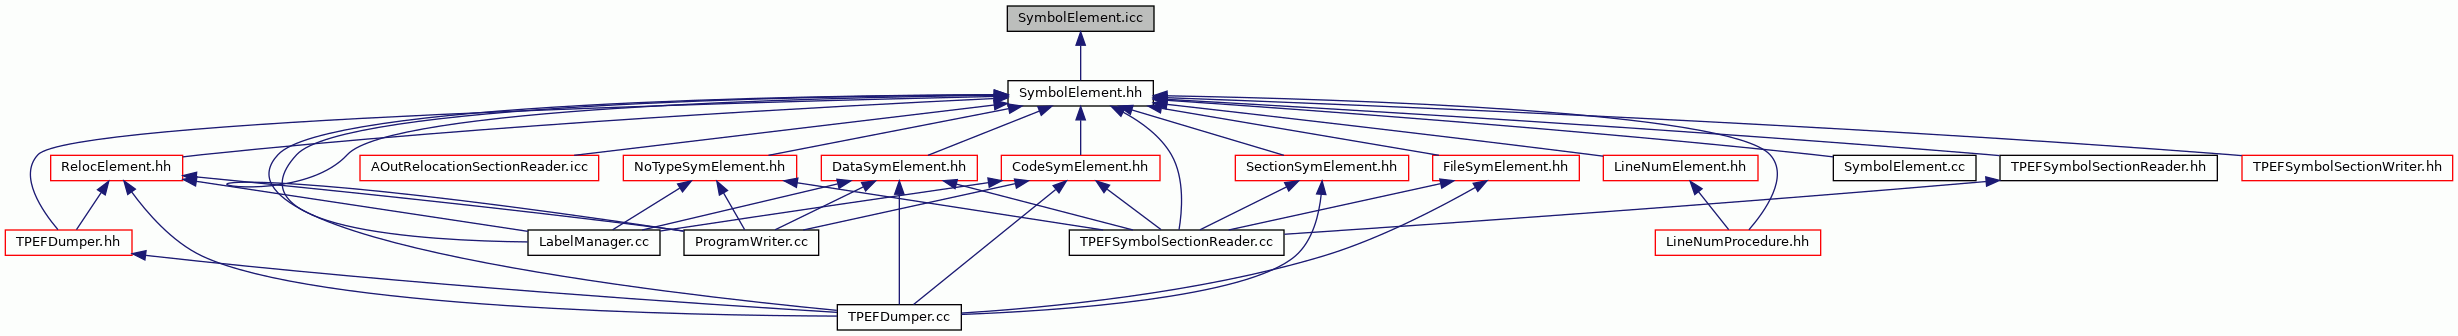 SymbolElement.icc
SymbolElement.hh
RelocElement.hh
AOutRelocationSectionReader.icc
NoTypeSymElement.hh
DataSymElement.hh
CodeSymElement.hh
SectionSymElement.hh
FileSymElement.hh
LineNumElement.hh
SymbolElement.cc
TPEFSymbolSectionReader.hh
TPEFSymbolSectionWriter.hh
TPEFDumper.hh
LabelManager.cc
ProgramWriter.cc
TPEFSymbolSectionReader.cc
LineNumProcedure.hh
TPEFDumper.cc